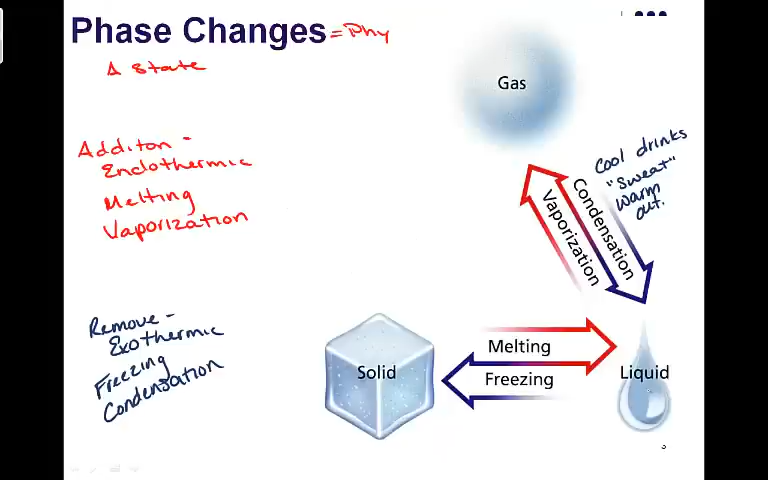 Phase Changes = Phy
Δ state
Gas
Additon -
Endothermic
Melting
Vaporization
Cool drinks
"Sweat"
Warm
out.
Condensation
Vaporization
Remove -
Exothermic
Freezing
Condensation
Solid
Melting
Freezing
Liquid